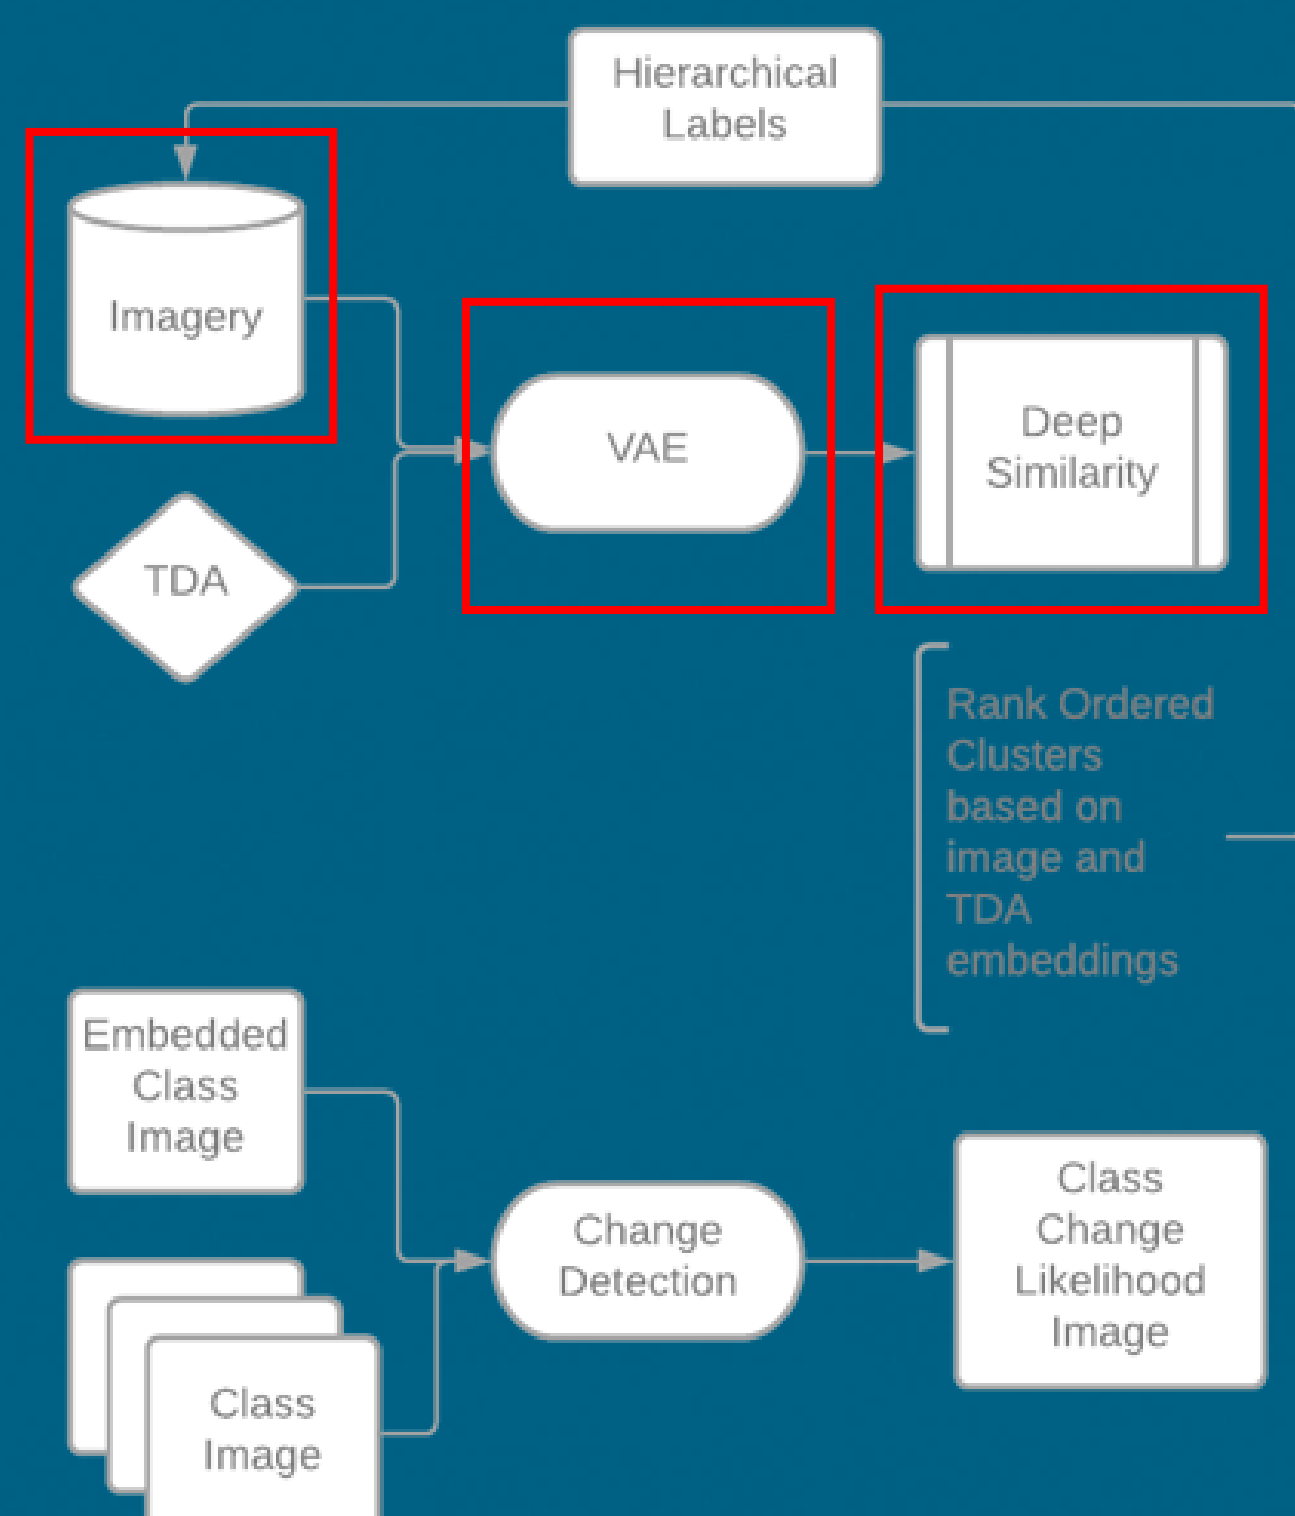 Hierarchical
Labels
Imagery
VAE
Deep
Similarity
TDA
Rank Ordered
Clusters
based on
image and
TDA
embeddings
Embedded
Class
Image
Change
Detection
Class
Change
Likelihood
Image
Class
Image